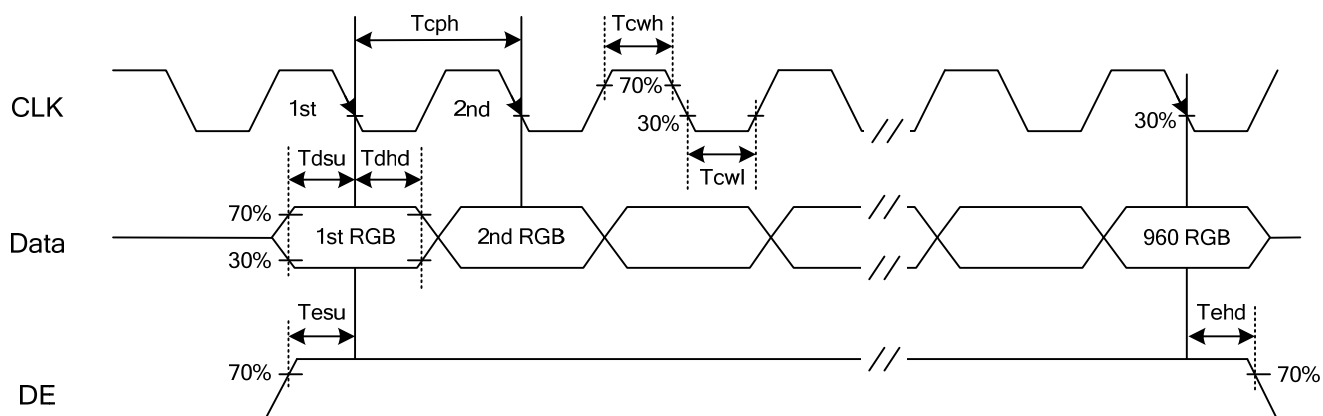 Tcph
Tcwh
CLK
1st
2nd
70%
30%
30%
Tcwl
Tdsu
Tdhd
70%
Data
1st RGB
2nd RGB
960 RGB
30%
Tesu
Tehd
70%
70%
DE